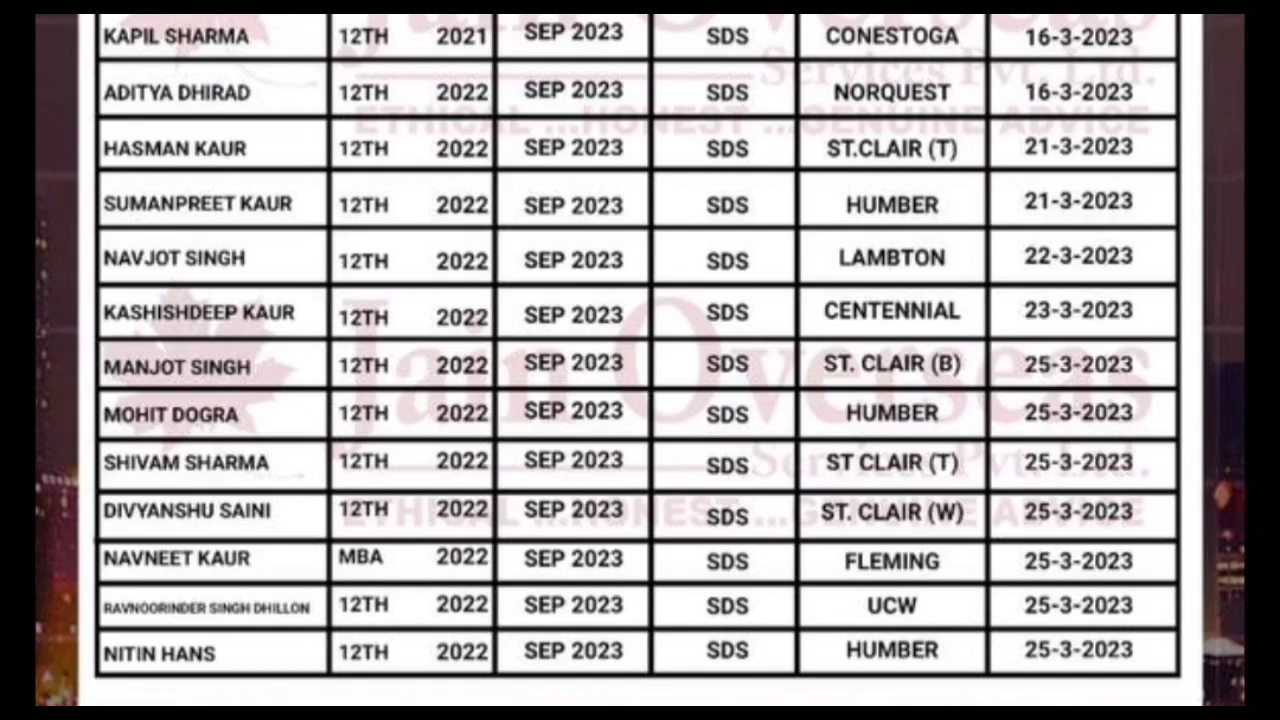 KAPIL SHARMA 12TH 2021 SEP 2023 SDS CONESTOGA 16-3-2023
Services Pvt. Ltd.
ADITYA DHIRAD 12TH 2022 SEP 2023 SDS NORQUEST 16-3-2023
ETHICAL ...HONEST ...GENUINE ADVICE
HASMAN KAUR 12TH 2022 SEP 2023 SDS ST.CLAIR (T) 21-3-2023
SUMANPREET KAUR 12TH 2022 SEP 2023 SDS HUMBER 21-3-2023
NAVJOT SINGH 12TH 2022 SEP 2023 SDS LAMBTON 22-3-2023
KASHISHDEEP KAUR 12TH 2022 SEP 2023 SDS CENTENNIAL 23-3-2023
Jain Overseas
MANJOT SINGH 12TH 2022 SEP 2023 SDS ST. CLAIR (B) 25-3-2023
MOHIT DOGRA 12TH 2022 SEP 2023 SDS HUMBER 25-3-2023
SHIVAM SHARMA 12TH 2022 SEP 2023 SDS ST CLAIR (T) 25-3-2023
Services Pvt. Ltd.
DIVYANSHU SAINI 12TH 2022 SEP 2023 SDS ST. CLAIR (W) 25-3-2023
ETHICAL ...HONEST ...GENUINE ADVICE
NAVNEET KAUR MBA 2022 SEP 2023 SDS FLEMING 25-3-2023
RAVNOORINDER SINGH DHILLON 12TH 2022 SEP 2023 SDS UCW 25-3-2023
NITIN HANS 12TH 2022 SEP 2023 SDS HUMBER 25-3-2023